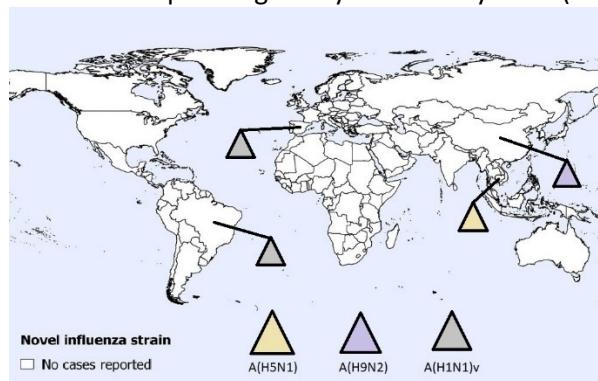 Novel influenza strain
No cases reported
A(H5N1)
A(H9N2)
A(H1N1)v